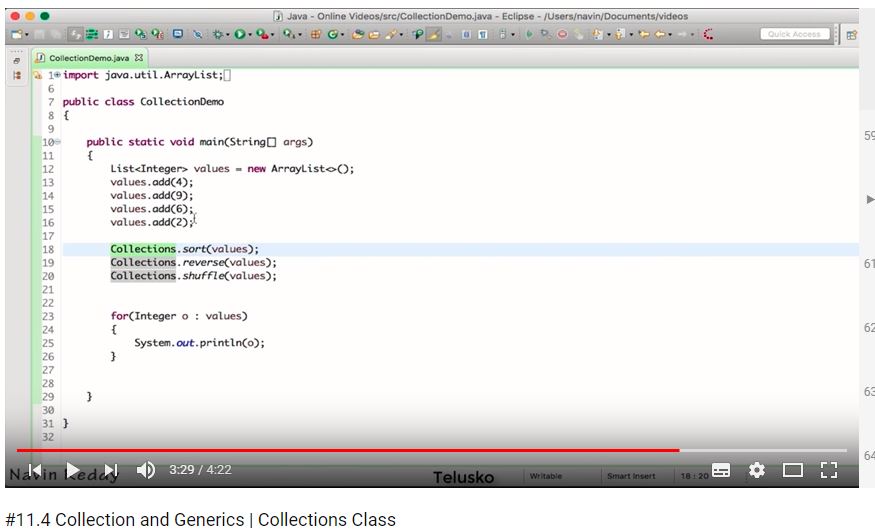 Java - Online Videos/src/CollectionDemo.java - Eclipse - /Users/navin/Documents/videos
Quick Access
CollectionDemo.java
1 import java.util.ArrayList;
6
7 public class CollectionDemo
8 {
9
10 public static void main(String[] args)
11 {
12 List<Integer> values = new ArrayList<>();
13 values.add(4);
14 values.add(9);
15 values.add(6);
16 values.add(2);
17
18 Collections.sort(values);
19 Collections.reverse(values);
20 Collections.shuffle(values);
21
22
23 for(Integer o : values)
24 {
25 System.out.println(o);
26 }
27
28
29 }
30
31 }
32
59
61
62
63
64
3:29 / 4:22
Navin Reddy
Telusko
Writable
Smart Insert
18 : 20
#11.4 Collection and Generics | Collections Class